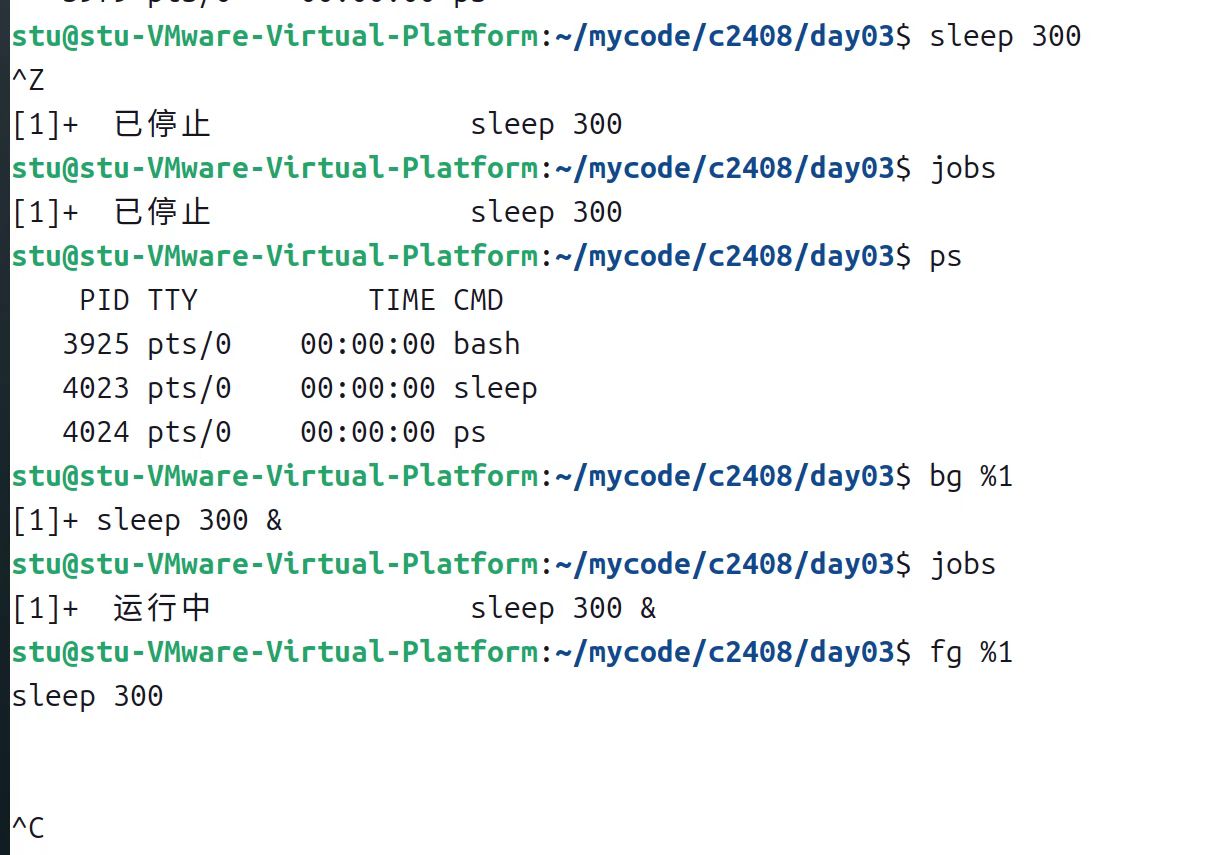 stu@stu-VMware-Virtual-Platform:~/mycode/c2408/day03$ sleep 300
^Z
[1]+  已停止               sleep 300
stu@stu-VMware-Virtual-Platform:~/mycode/c2408/day03$ jobs
[1]+  已停止               sleep 300
stu@stu-VMware-Virtual-Platform:~/mycode/c2408/day03$ ps
    PID TTY          TIME CMD
   3925 pts/0    00:00:00 bash
   4023 pts/0    00:00:00 sleep
   4024 pts/0    00:00:00 ps
stu@stu-VMware-Virtual-Platform:~/mycode/c2408/day03$ bg %1
[1]+ sleep 300 &
stu@stu-VMware-Virtual-Platform:~/mycode/c2408/day03$ jobs
[1]+  运行中               sleep 300 &
stu@stu-VMware-Virtual-Platform:~/mycode/c2408/day03$ fg %1
sleep 300
^C